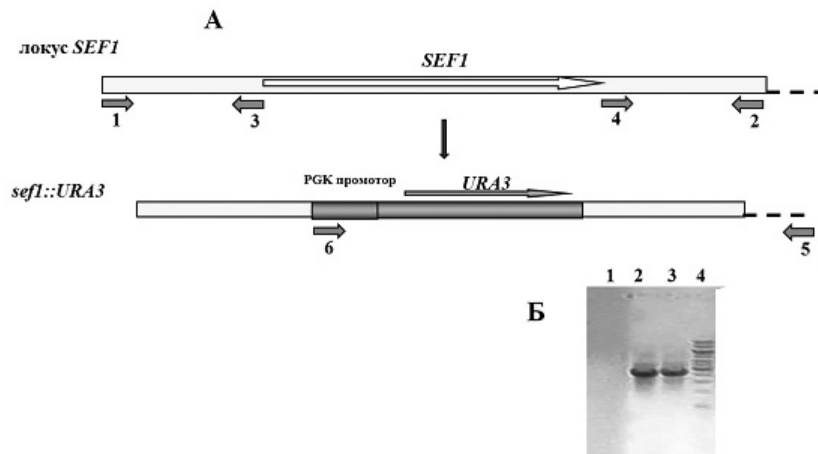 А
локус SEF1
SEF1
1 3 4 2
PGK промотор
URA3
sef1::URA3
6 5
Б
1 2 3 4